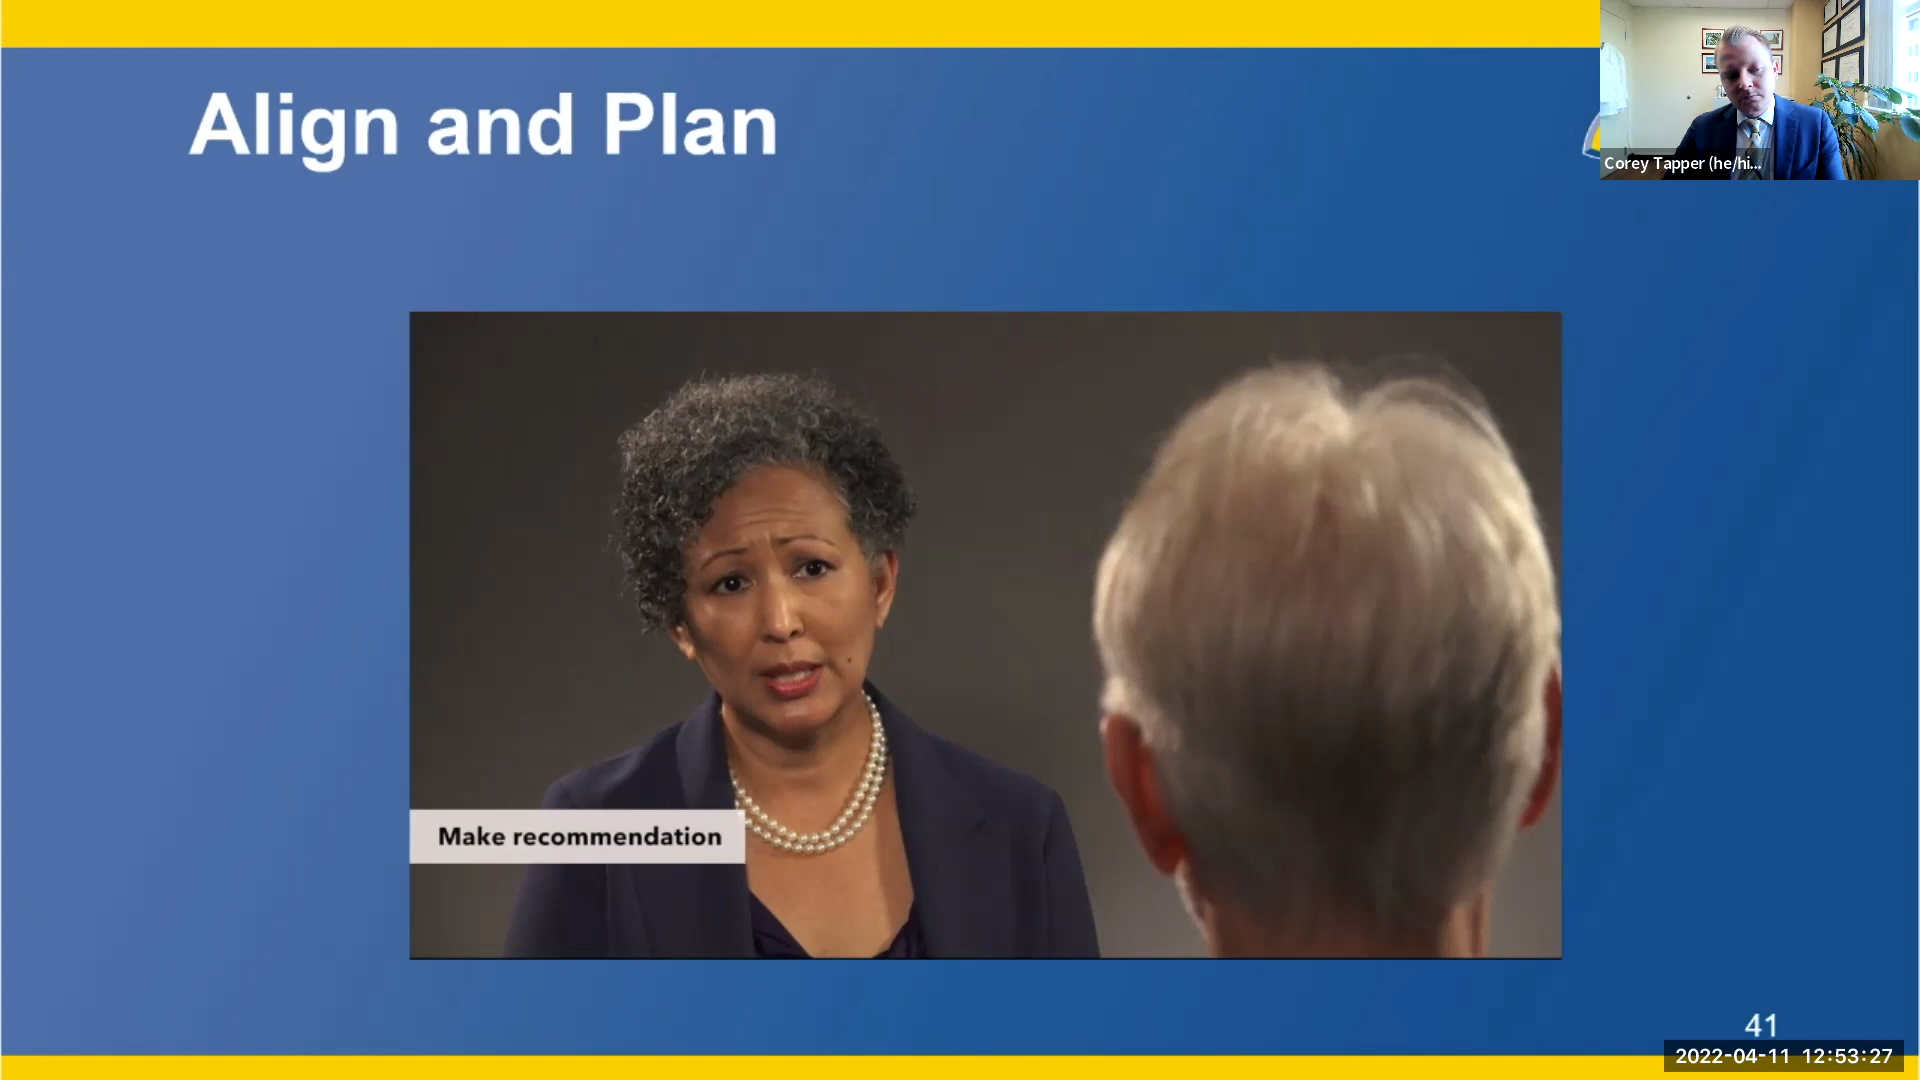 Align and Plan
Corey Tapper (he/hi...
Make recommendation
41
2022-04-11 12:53:27